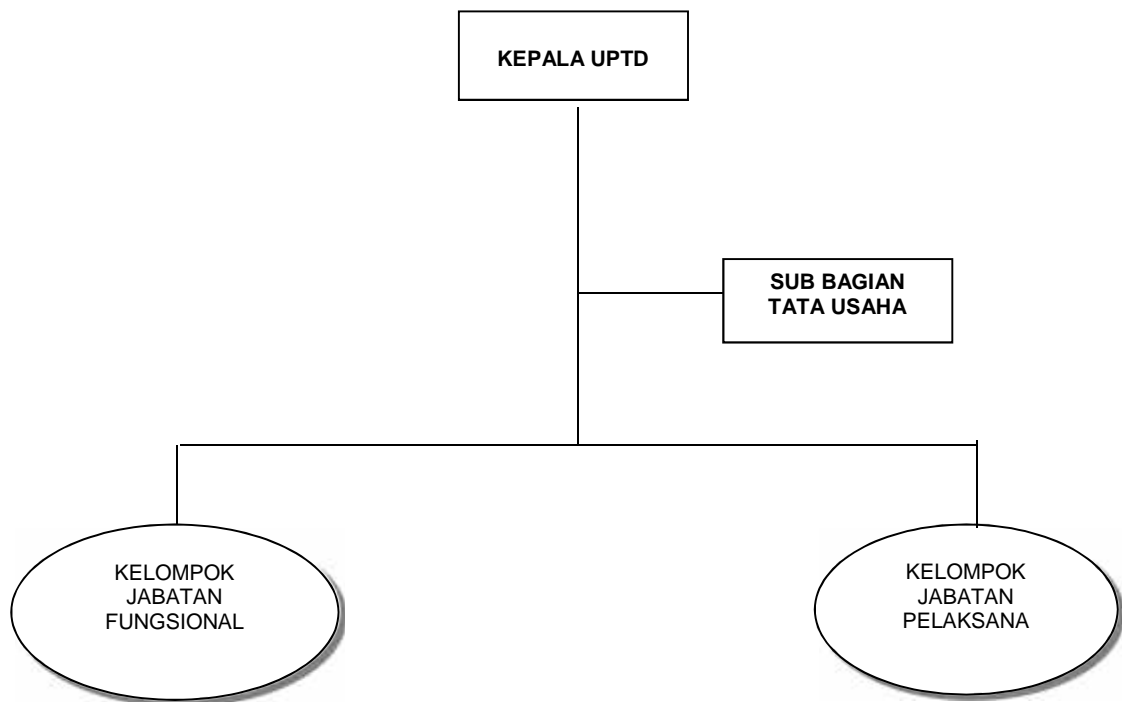 KEPALA UPTD
SUB BAGIAN
TATA USAHA
KELOMPOK
JABATAN
FUNGSIONAL
KELOMPOK
JABATAN
PELAKSANA